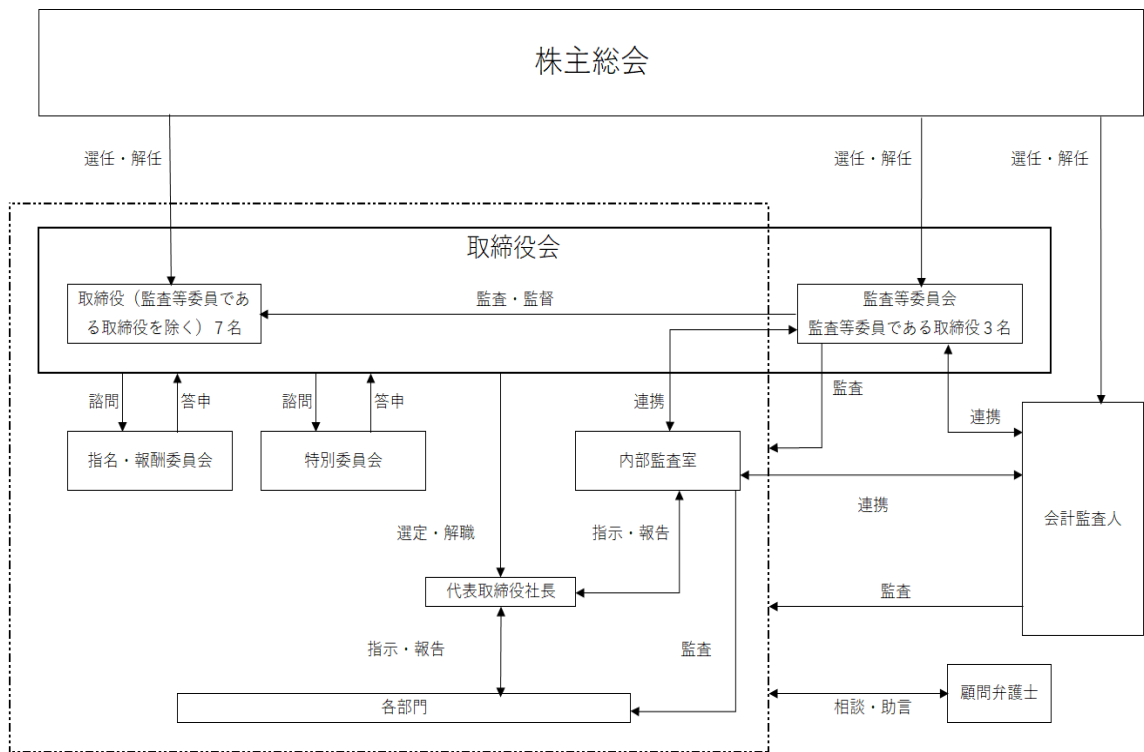 株主総会
選任・解任
選任・解任
選任・解任
取締役会
取締役（監査等委員であ
る取締役を除く）７名
監査・監督
監査等委員会
監査等委員である取締役３名
諮問
答申
諮問
答申
連携
監査
連携
指名・報酬委員会
特別委員会
内部監査室
連携
会計監査人
選定・解職
指示・報告
代表取締役社長
監査
指示・報告
監査
各部門
相談・助言
顧問弁護士